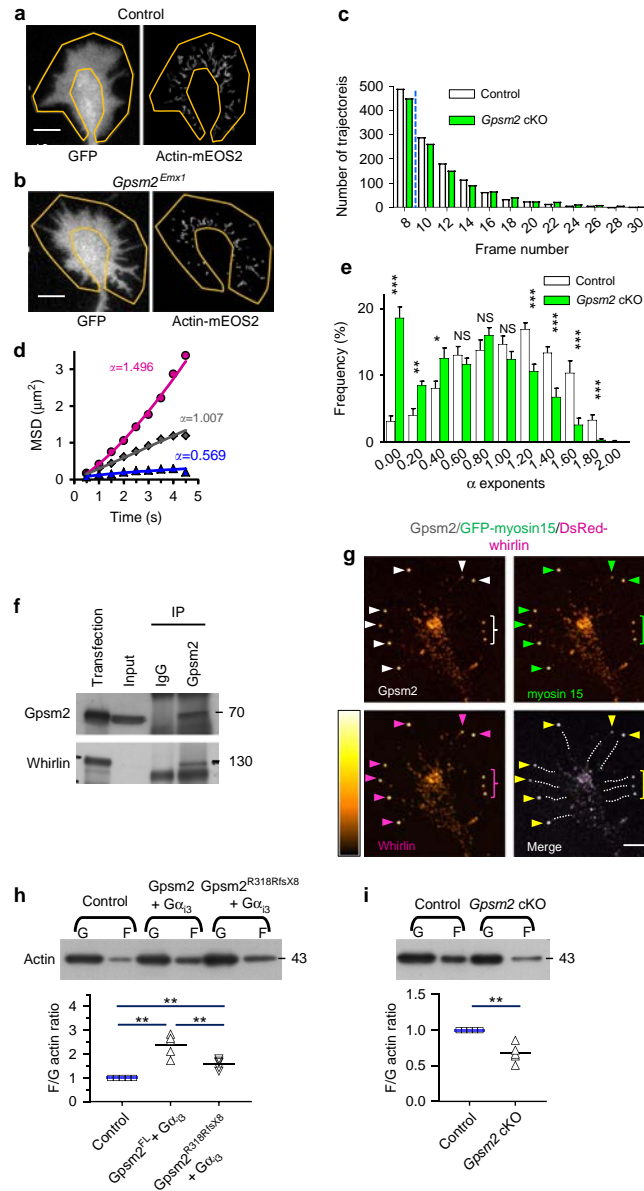 a
Control
GFP
Actin-mEOS2
b
Gpsm2 Emx1
GFP
Actin-mEOS2
c
Number of trajectoreis
500
400
300
200
100
0
Control
Gpsm2 cKO
8 10 12 14 16 18 20 22 24 26 28 30
Frame number
d
MSD (μm²)
3
2
1
0
α=1.496
α=1.007
α=0.569
0 1 2 3 4 5
Time (s)
e
Frequency (%)
20
10
0
Control
Gpsm2 cKO
*** ** * NS NS NS *** *** *** ***
0.00 0.20 0.40 0.60 0.80 1.00 1.20 1.40 1.60 1.80 2.00
α exponents
f
IP
Transfection Input IgG Gpsm2
Gpsm2
70
Whirlin
130
Gpsm2/GFP-myosin15/DsRed-
whirlin
g
Gpsm2
myosin 15
Whirlin
Merge
h
Control
Gpsm2
+ Gαi3
Gpsm2R318RfsX8
+ Gαi3
G F G F G F
Actin
43
F/G actin ratio
4
3
2
1
0
**
** **
Control
Gpsm2FL+ Gαi3
Gpsm2R318RfsX8
+ Gαi3
i
Control Gpsm2 cKO
G F G F
43
F/G actin ratio
1.5
1.0
0.5
0.0
**
Control
Gpsm2 cKO